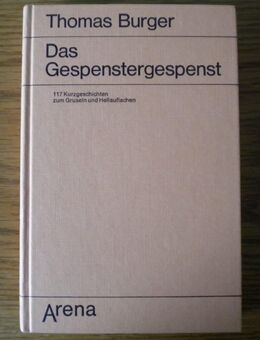 Thomas Burger
Das
Gespenstergespenst
117 Kurzgeschichten
zum Gruseln und Hellauflachen
Arena